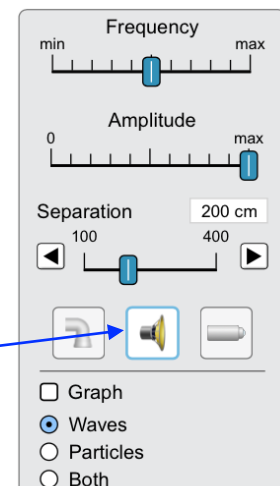 Frequency
min max
Amplitude
0 max
Separation 200 cm
100 400
Graph
Waves
Particles
Both